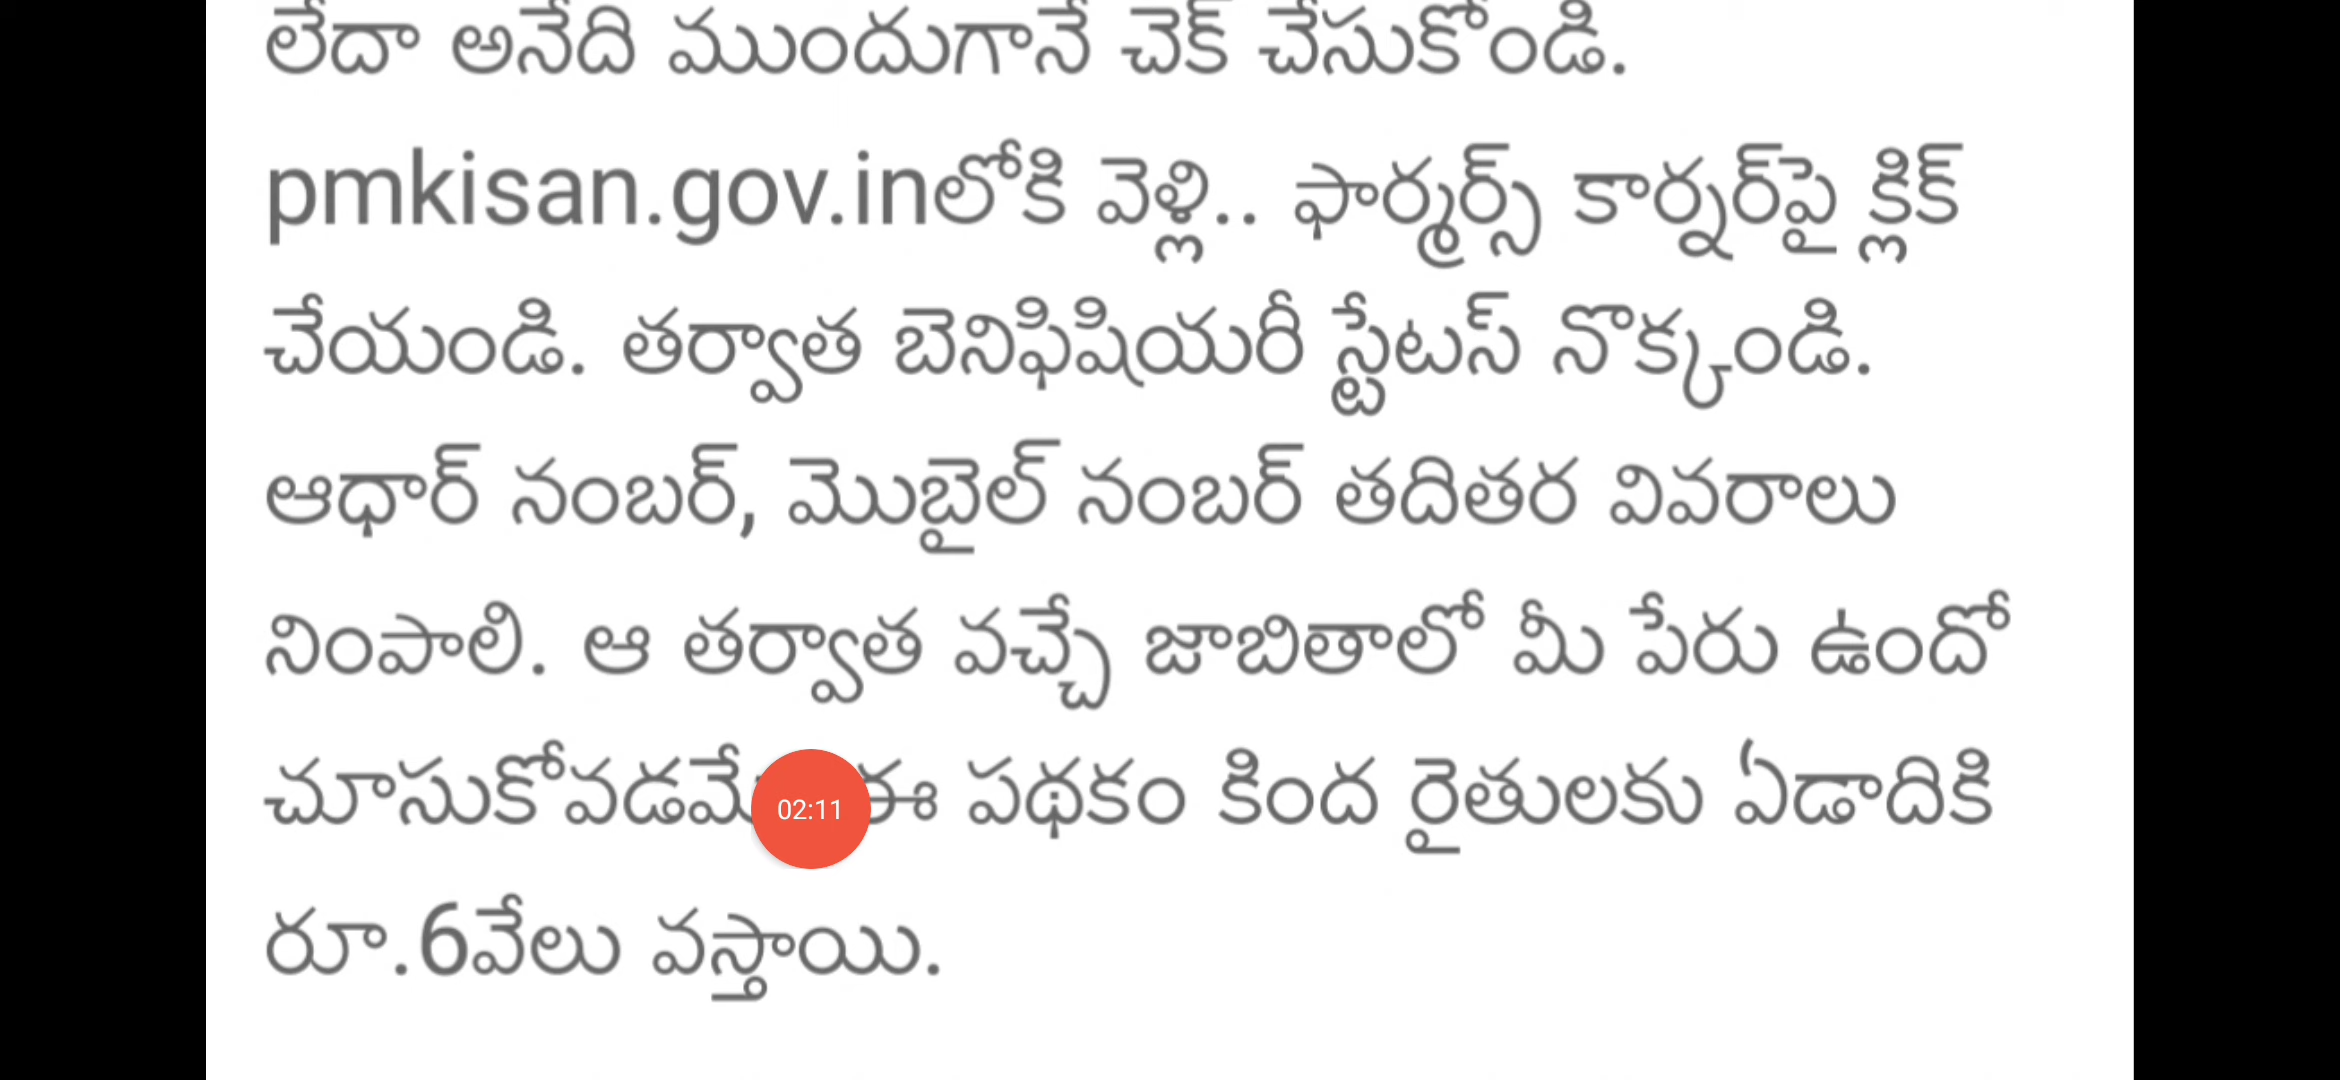 లేదా అనేది ముందుగానే చెక్ చేసుకోండి.
pmkisan.gov.inలోకి వెళ్లి.. ఫార్మర్స్ కార్నర్‌పై క్లిక్
చేయండి. తర్వాత బెనిఫిషియరీ స్టేటస్ నొక్కండి.
ఆధార్ నంబర్, మొబైల్ నంబర్ తదితర వివరాలు
నింపాలి. ఆ తర్వాత వచ్చే జాబితాలో మీ పేరు ఉందో
చూసుకోవడమే 02:11 ఈ పథకం కింద రైతులకు ఏడాదికి
రూ.6వేలు వస్తాయి.